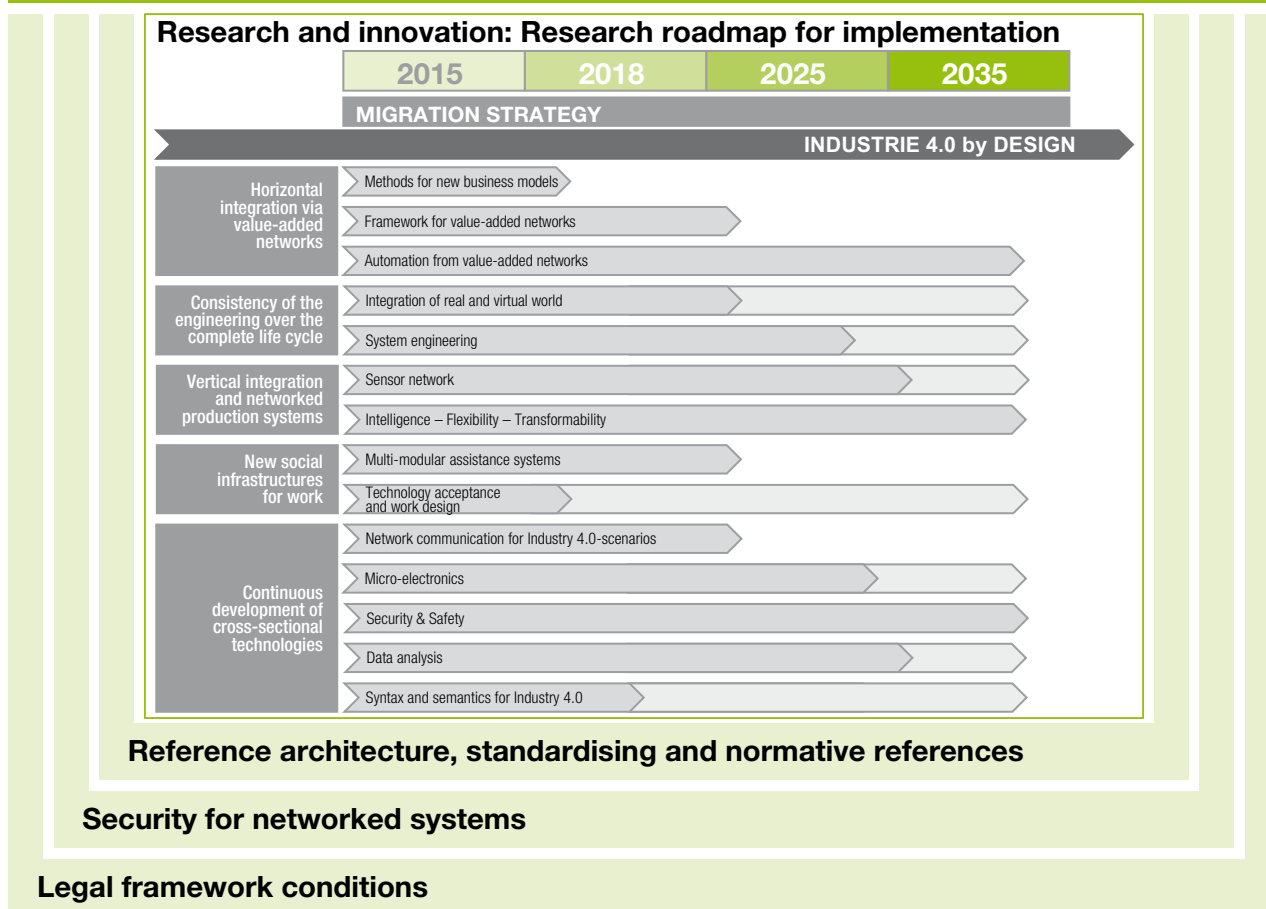 Research and innovation: Research roadmap for implementation
2015 2018 2025 2035
MIGRATION STRATEGY
INDUSTRIE 4.0 by DESIGN
Horizontal
integration via
value-added
networks
Methods for new business models
Framework for value-added networks
Automation from value-added networks
Consistency of the
engineering over the
complete life cycle
Integration of real and virtual world
System engineering
Vertical integration
and networked
production systems
Sensor network
Intelligence – Flexibility – Transformability
New social
infrastructures
for work
Multi-modular assistance systems
Technology acceptance
and work design
Continuous
development of
cross-sectional
technologies
Network communication for Industry 4.0-scenarios
Micro-electronics
Security & Safety
Data analysis
Syntax and semantics for Industry 4.0
Reference architecture, standardising and normative references
Security for networked systems
Legal framework conditions